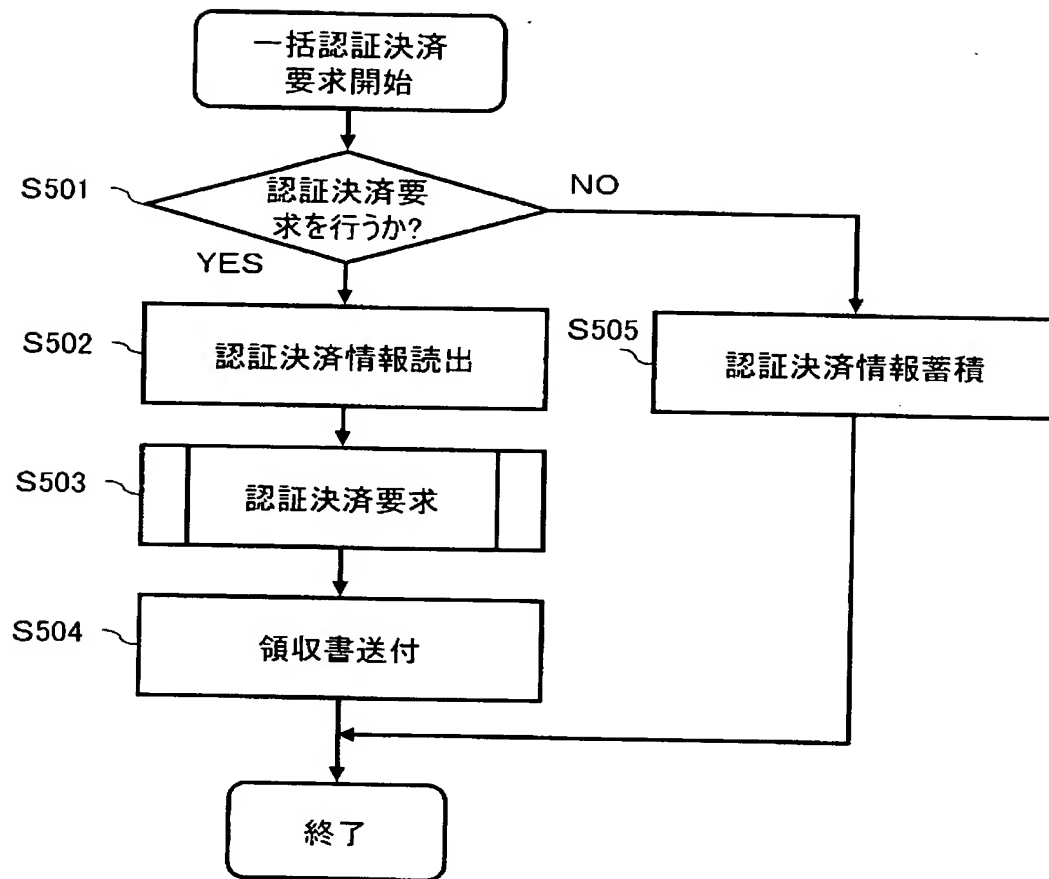 一括認証決済
要求開始
S501
認証決済要
求を行うか?
NO
YES
S502
認証決済情報読出
S505
認証決済情報蓄積
S503
認証決済要求
S504
領収書送付
終了